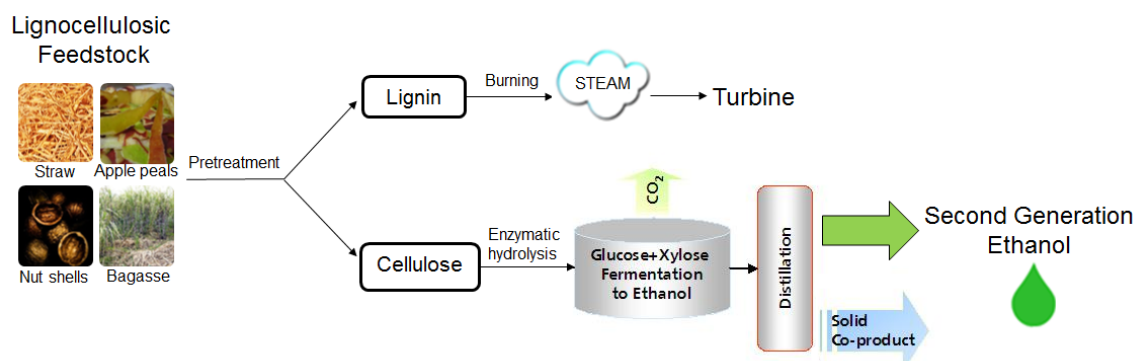 Lignocellulosic
Feedstock
Straw
Apple peals
Nut shells
Bagasse
Pretreatment
Lignin
Burning
STEAM
Turbine
Cellulose
Enzymatic
hydrolysis
CO₂
Glucose+Xylose
Fermentation
to Ethanol
Distillation
Second Generation
Ethanol
Solid
Co-product